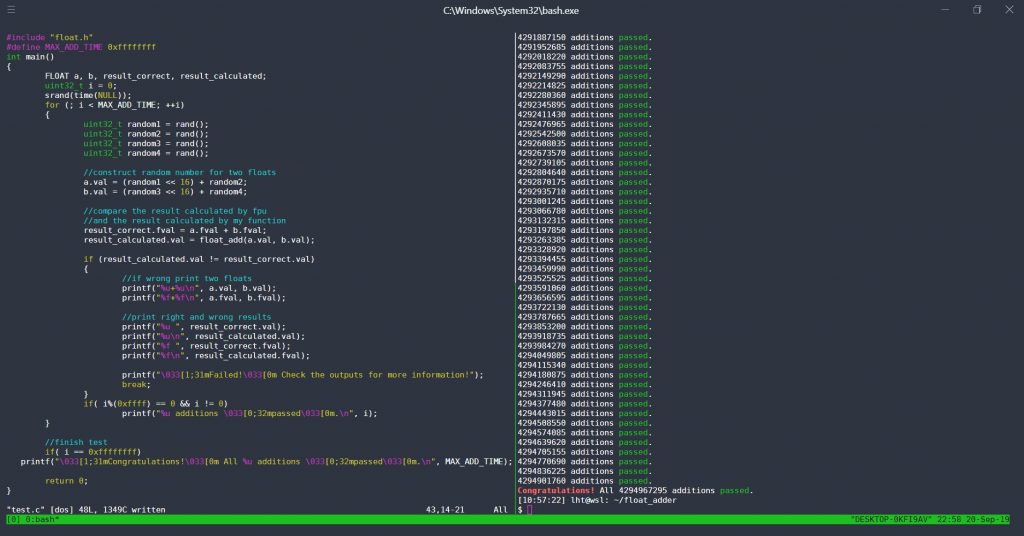 C:\Windows\System32\bash.exe
#include "float.h"
#define MAX_ADD_TIME 0xffffffff
int main()
{
FLOAT a, b, result_correct, result_calculated;
uint32_t i = 0;
srand(time(NULL));
for (; i < MAX_ADD_TIME; ++i)
{
uint32_t random1 = rand();
uint32_t random2 = rand();
uint32_t random3 = rand();
uint32_t random4 = rand();
//construct random number for two floats
a.val = (random1 << 16) + random2;
b.val = (random3 << 16) + random4;
//compare the result calculated by fpu
//and the result calculated by my function
result_correct.fval = a.fval + b.fval;
result_calculated.val = float_add(a.val, b.val);
if (result_calculated.val != result_correct.val)
{
//if wrong print two floats
printf("%u+%u\n", a.val, b.val);
printf("%f+%f\n", a.fval, b.fval);
//print right and wrong results
printf("%u ", result_correct.val);
printf("%u\n", result_calculated.val);
printf("%f ", result_correct.fval);
printf("%f\n", result_calculated.fval);
printf("\033[1;31mFailed!\033[0m Check the outputs for more information!");
break;
}
if( i%(0xffff) == 0 && i != 0)
printf("%u additions \033[0;32mpassed\033[0m.\n", i);
}
//finish test
if( i == 0xffffffff)
printf("\033[1;31mCongratulations!\033[0m All %u additions \033[0;32mpassed\033[0m.\n", MAX_ADD_TIME);
return 0;
}
"test.c" [dos] 48L, 1349C written 43,14-21 All
4291887150 additions passed.
4291952685 additions passed.
4292018220 additions passed.
4292083755 additions passed.
4292149290 additions passed.
4292214825 additions passed.
4292280360 additions passed.
4292345895 additions passed.
4292411430 additions passed.
4292476965 additions passed.
4292542500 additions passed.
4292608035 additions passed.
4292673570 additions passed.
4292739105 additions passed.
4292804640 additions passed.
4292870175 additions passed.
4292935710 additions passed.
4293001245 additions passed.
4293066780 additions passed.
4293132315 additions passed.
4293197850 additions passed.
4293263385 additions passed.
4293328920 additions passed.
4293394455 additions passed.
4293459990 additions passed.
4293525525 additions passed.
4293591060 additions passed.
4293656595 additions passed.
4293722130 additions passed.
4293787665 additions passed.
4293853200 additions passed.
4293918735 additions passed.
4293984270 additions passed.
4294049805 additions passed.
4294115340 additions passed.
4294180875 additions passed.
4294246410 additions passed.
4294311945 additions passed.
4294377480 additions passed.
4294443015 additions passed.
4294508550 additions passed.
4294574085 additions passed.
4294639620 additions passed.
4294705155 additions passed.
4294770690 additions passed.
4294836225 additions passed.
4294901760 additions passed.
Congratulations! All 4294967295 additions passed.
[10:57:22] lht@wsl: ~/float_adder
$
[0] 0:bash* "DESKTOP-0KFI9AV" 22:58 20-Sep-19